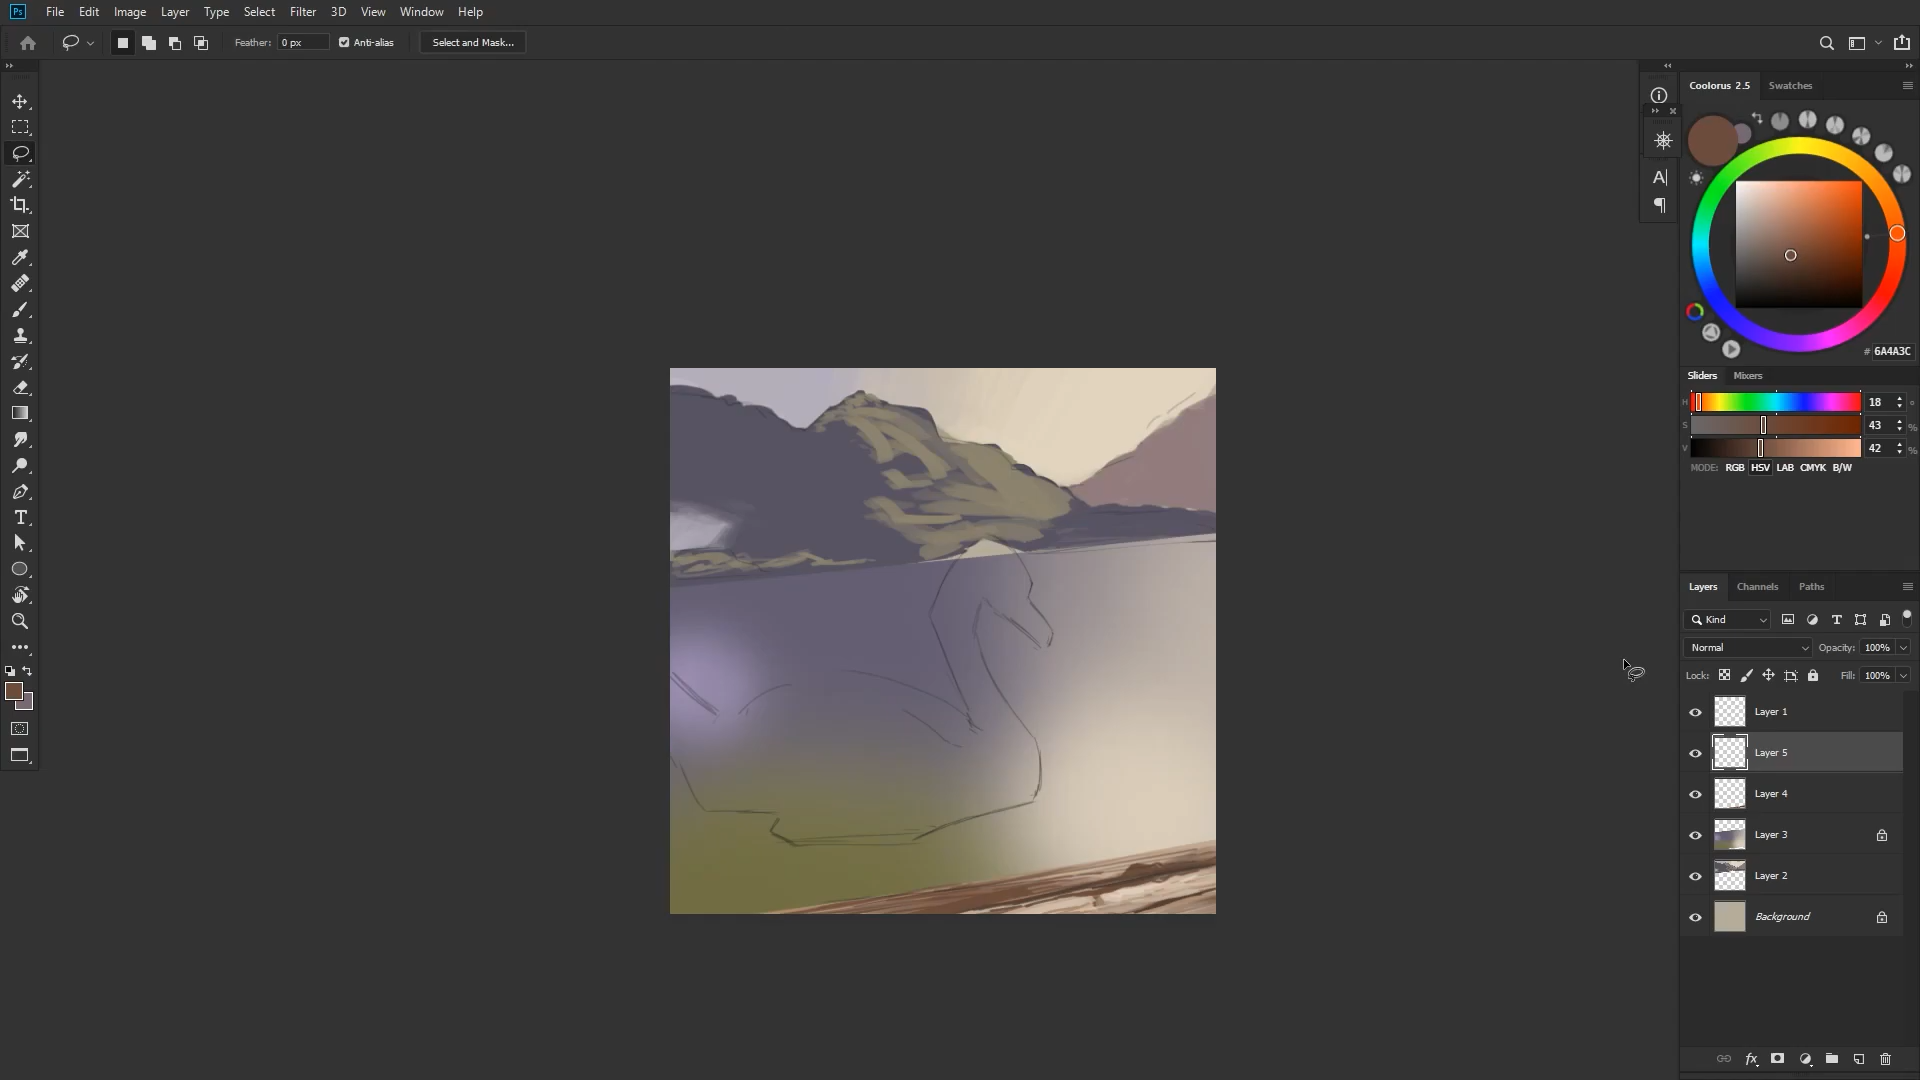 Ps File Edit Image Layer Type Select Filter 3D View Window Help
Feather: 0 px Anti-alias Select and Mask...
Coolorus 2.5 Swatches
# 6A4A3C
Sliders Mixers
H 18 °
S 43 %
V 42 %
MODE: RGB HSV LAB CMYK B/W
Layers Channels Paths
Kind
Normal Opacity: 100%
Lock: Fill: 100%
Layer 1
Layer 5
Layer 4
Layer 3
Layer 2
Background
fx